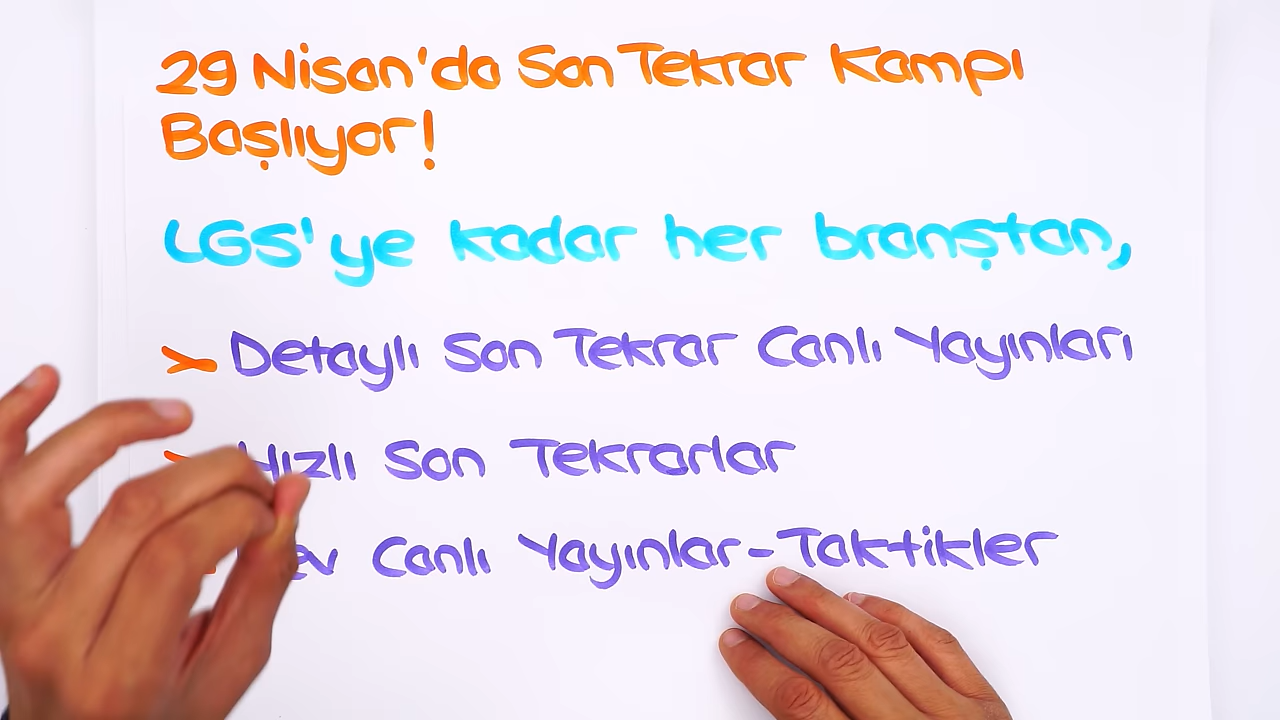 29 Nisan'da Son Tekrar Kampı
Başlıyor!
LGS'ye kadar her branştan,
Detaylı Son Tekrar Canlı Yayınları
Hızlı Son Tekrarlar
Canlı Yayınlar-Taktikler